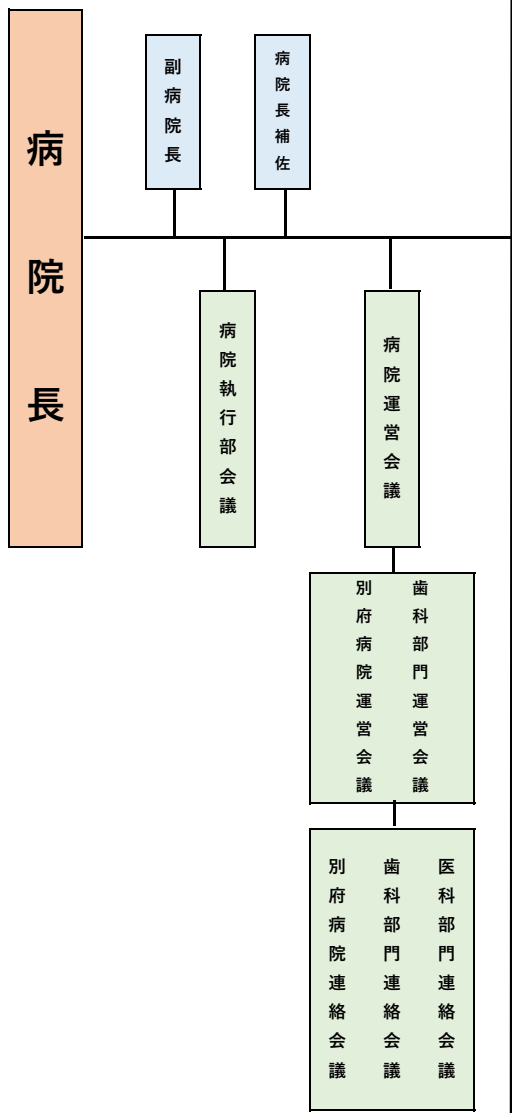 病院長
副病院長
病院長補佐
病院執行部会議
病院運営会議
歯科部門運営会議
別府病院運営会議
医科部門連絡会議
歯科部門連絡会議
別府病院連絡会議